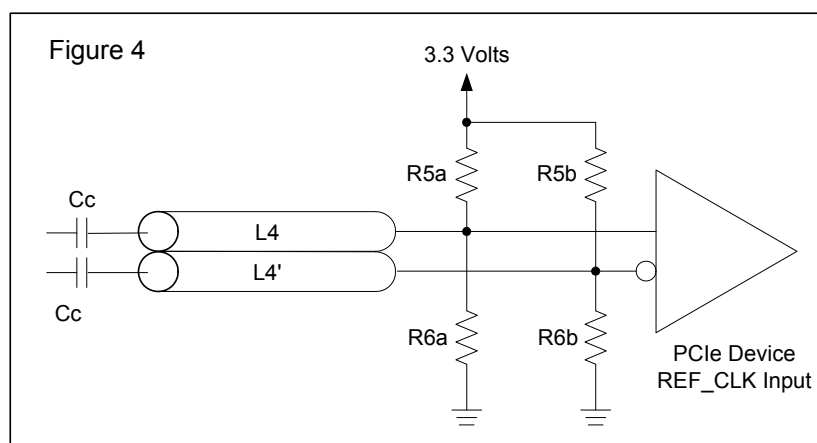 Figure 4
3.3 Volts
R5a
R5b
Cc
L4
L4'
Cc
R6a
R6b
PCIe Device
REF_CLK Input